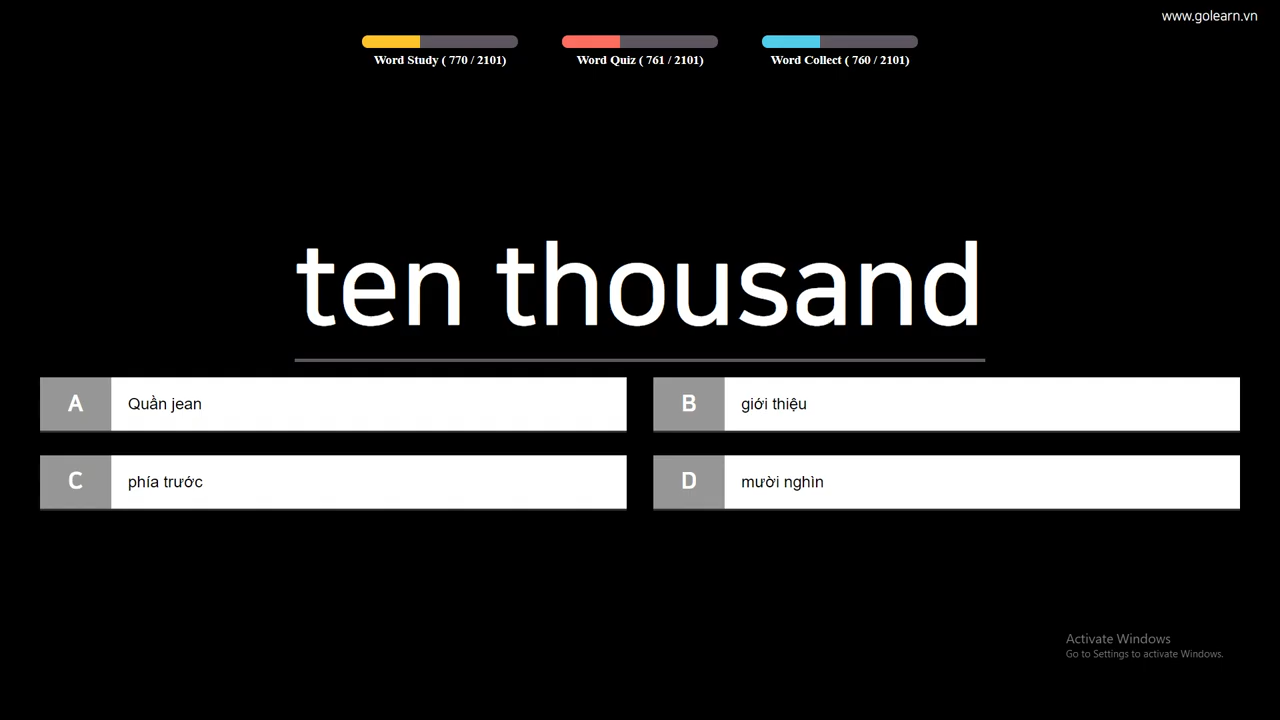 www.golearn.vn
Word Study ( 770 / 2101)
Word Quiz ( 761 / 2101)
Word Collect ( 760 / 2101)
ten thousand
A Quần jean
B giới thiệu
C phía trước
D mười nghìn
Activate Windows
Go to Settings to activate Windows.